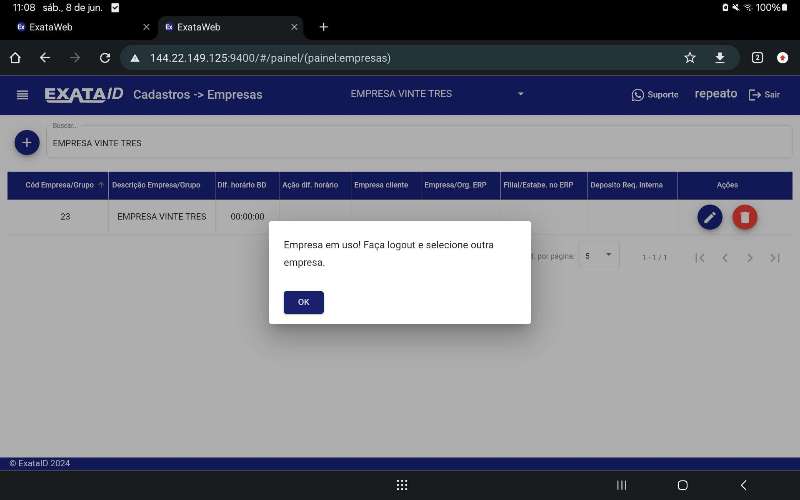 11:08 sáb., 8 de jun.
100%
ExataWeb
ExataWeb
144.22.149.125:9400/#/painel/(painel:empresas)
2
EXATAID
Cadastros -> Empresas
EMPRESA VINTE TRES
Suporte
repeato
Sair
Buscar..
EMPRESA VINTE TRES
Cód Empresa/Grupo
Descrição Empresa/Grupo
Dif. horário BD
Ação dif. horário
Empresa cliente
Empresa/Org. ERP
Filial/Estabe. no ERP
Deposito Req. Interna
Ações
23
EMPRESA VINTE TRES
00:00:00
Empresa em uso! Faça logout e selecione outra
empresa.
OK
por página:
5
1 - 1 / 1
© ExataID 2024